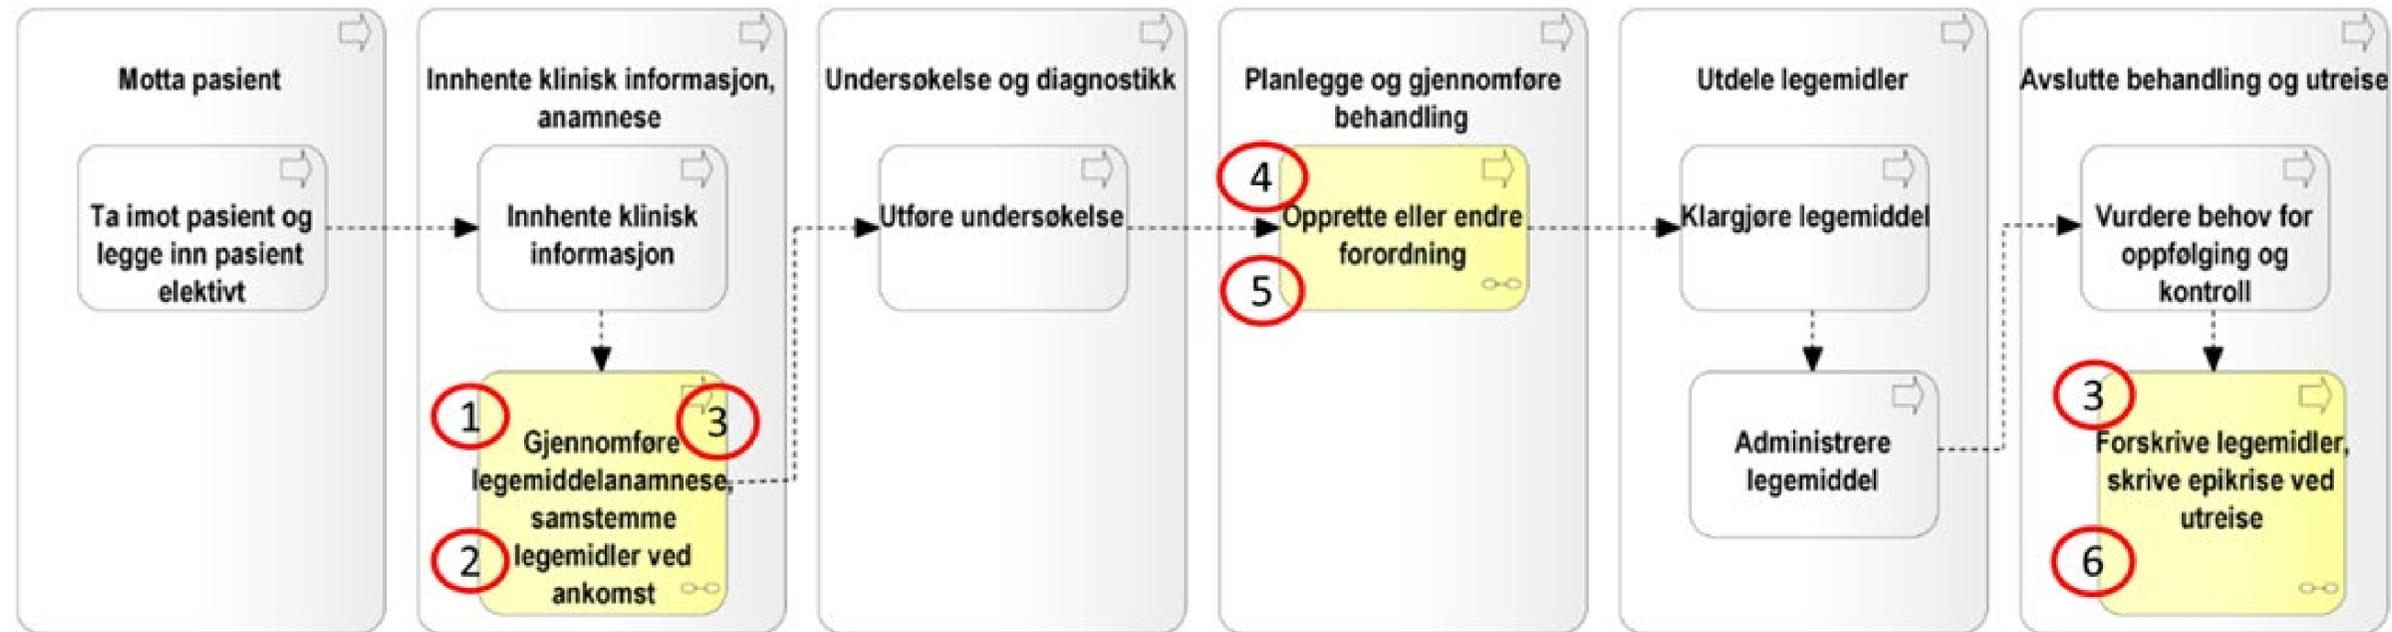 Motta pasient
Ta imot pasient og
legge inn pasient
elektivt
Innhente klinisk informasjon,
anamnese
Innhente klinisk
informasjon
1
3
Gjennomføre
legemiddelanamnese,
samstemme
2
legemidler ved
ankomst
Undersøkelse og diagnostikk
Utføre undersøkelse
Planlegge og gjennomføre
behandling
4
Opprette eller endre
forordning
5
Utdele legemidler
Klargjøre legemiddel
Administrere
legemiddel
Avslutte behandling og utreise
Vurdere behov for
oppfølging og
kontroll
3
Forskrive legemidler,
skrive epikrise ved
utreise
6